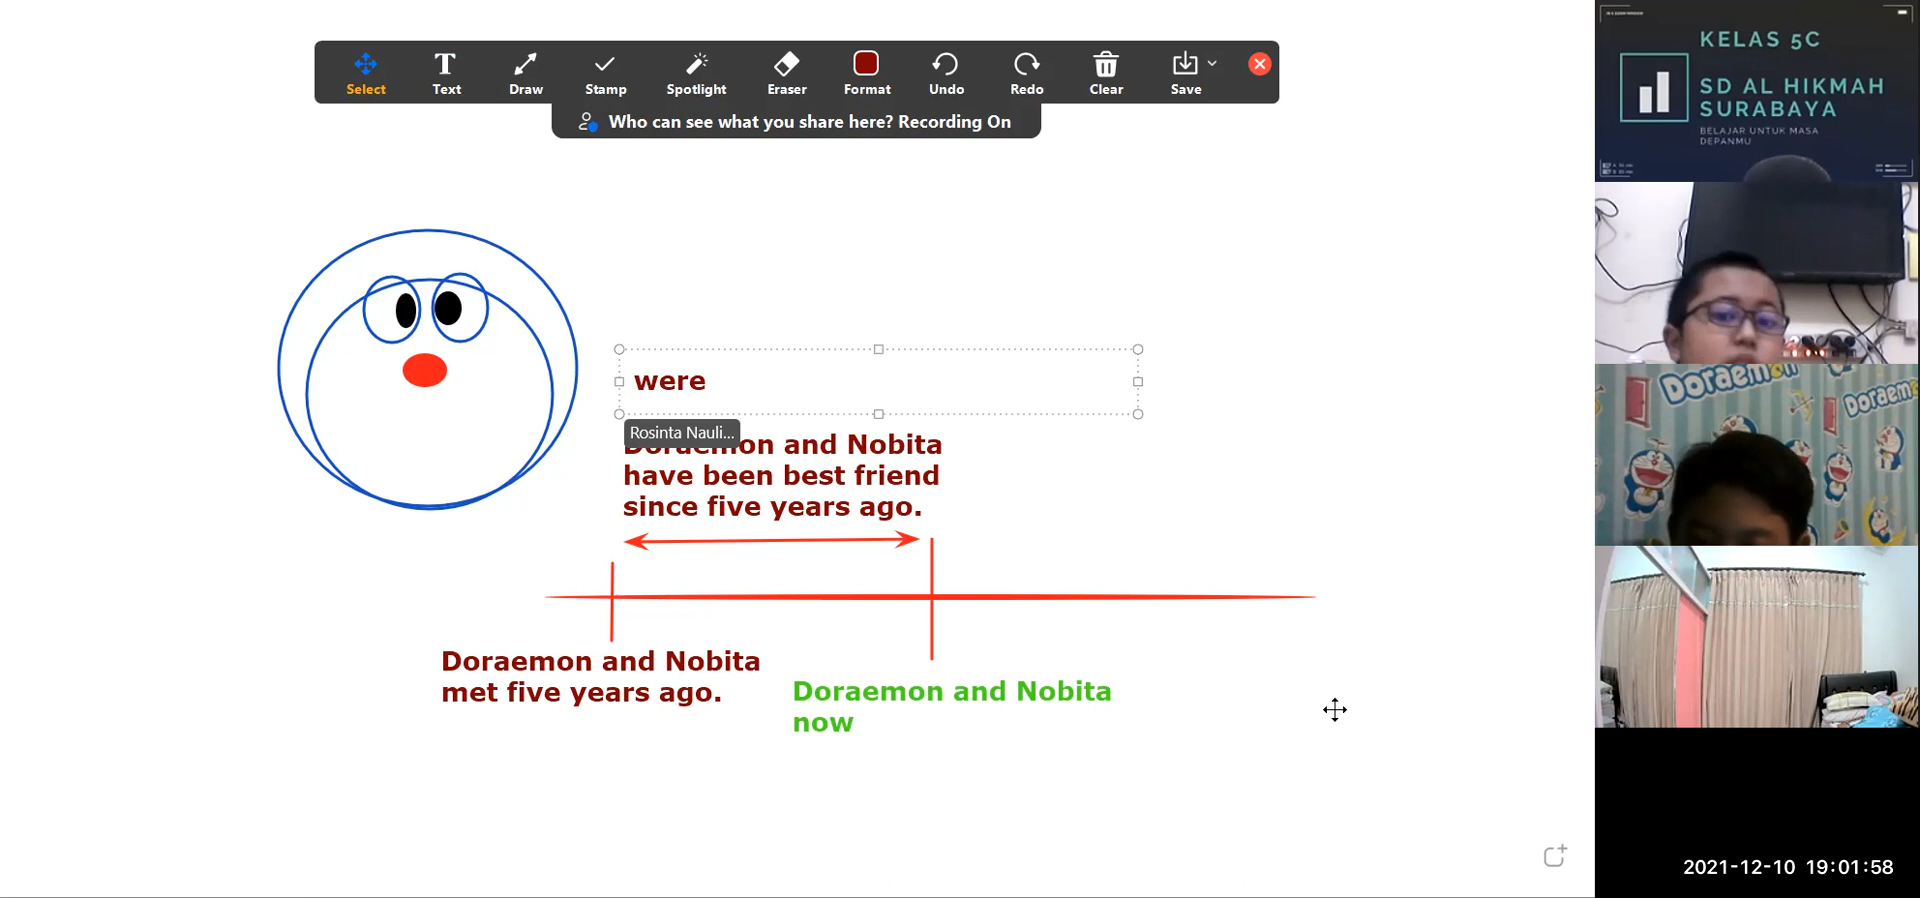 Select
Text
Draw
Stamp
Spotlight
Eraser
Format
Undo
Redo
Clear
Save
Who can see what you share here? Recording On
were
Rosinta Nauli...
Doraemon and Nobita
have been best friend
since five years ago.
Doraemon and Nobita
met five years ago.
Doraemon and Nobita
now
KELAS 5C
SD AL HIKMAH
SURABAYA
BELAJAR UNTUK MASA
DEPANMU
Doraemon
Doraem
2021-12-10 19:01:58